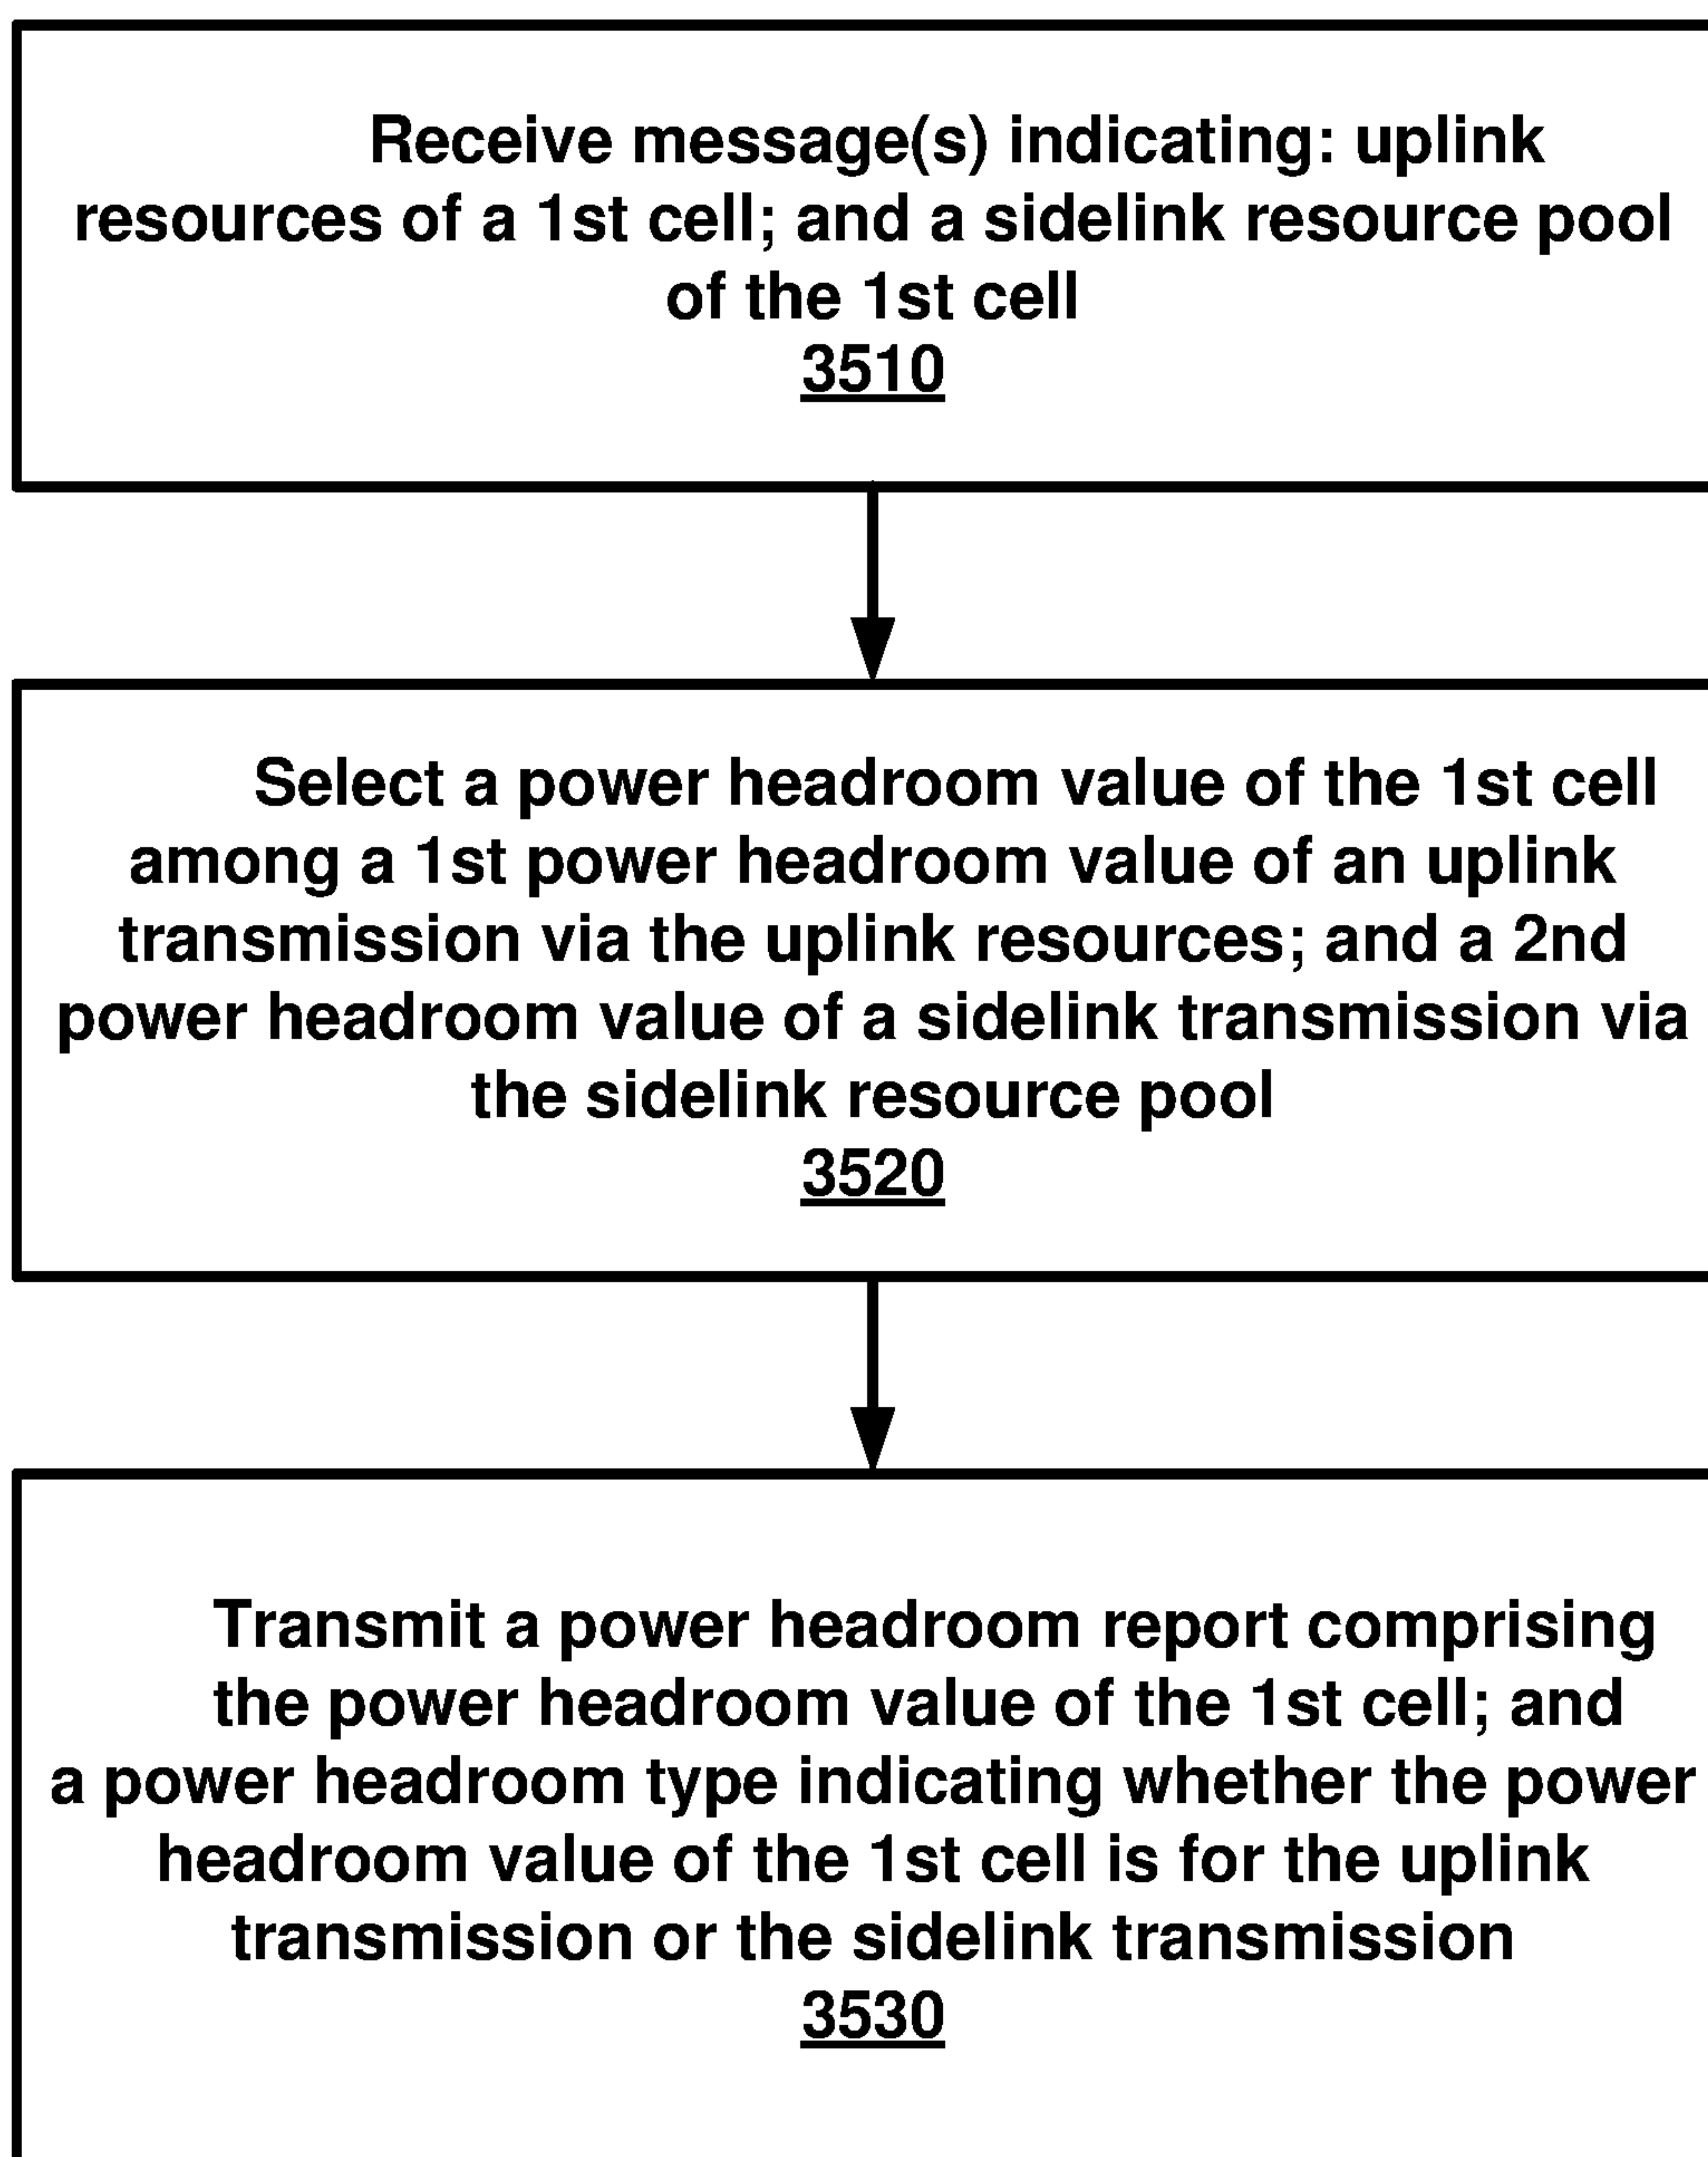 Receive message(s) indicating: uplink
resources of a 1st cell; and a sidelink resource pool
of the 1st cell
3510
Select a power headroom value of the 1st cell
among a 1st power headroom value of an uplink
transmission via the uplink resources; and a 2nd
power headroom value of a sidelink transmission via
the sidelink resource pool
3520
Transmit a power headroom report comprising
the power headroom value of the 1st cell; and
a power headroom type indicating whether the power
headroom value of the 1st cell is for the uplink
transmission or the sidelink transmission
3530